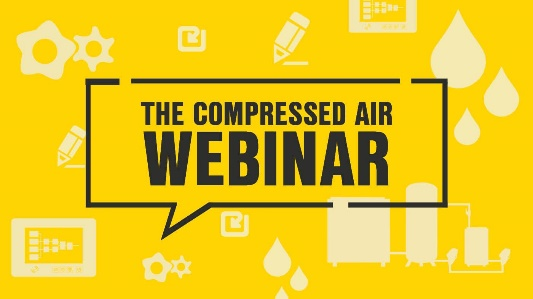 THE COMPRESSED AIR
WEBINAR